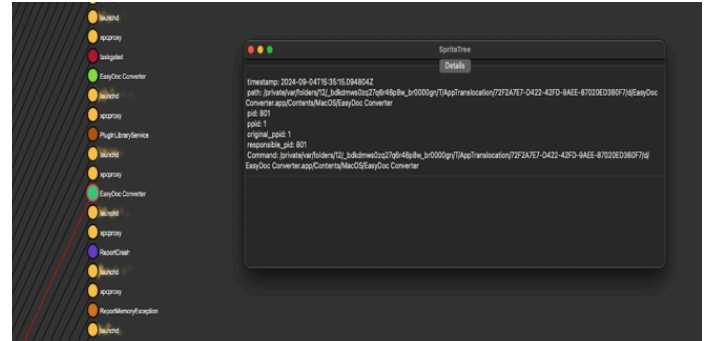 launchd
xpcproxy
taskgated
EasyDoc Converter
launchd
xpcproxy
PluginLibraryService
launchd
xpcproxy
EasyDoc Converter
launchd
xpcproxy
ReportCrash
launchd
xpcproxy
ReportMemoryException
launchd
SpriteTree
Details
timestamp: 2024-09-04T15:35:15.094804Z
path: /private/var/folders/12/_bdkdmws0zq27q6r46p8w_br0000gn/T/AppTranslocation/72F2A7E7-D422-42FD-9AEE-87020ED360F7/d/EasyDoc
Converter.app/Contents/MacOS/EasyDoc Converter
pid: 801
ppid: 1
original_ppid: 1
responsible_pid: 801
Command: /private/var/folders/12/_bdkdmws0zq27q6r46p8w_br0000gn/T/AppTranslocation/72F2A7E7-D422-42FD-9AEE-87020ED360F7/d/
EasyDoc Converter.app/Contents/MacOS/EasyDoc Converter